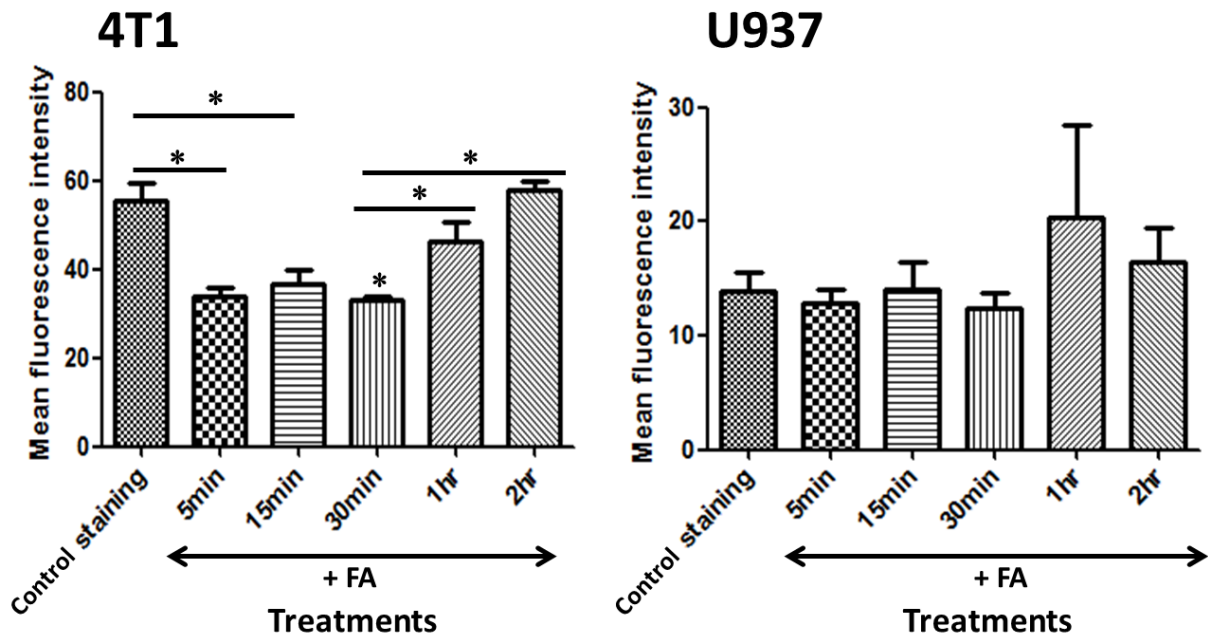 4T1
Mean fluorescence intensity
80
60
40
20
0
*
*
*
*
*
Control staining
5min
15min
30min
1hr
2hr
+ FA
Treatments
U937
Mean fluorescence intensity
30
20
10
0
Control staining
5min
15min
30min
1hr
2hr
+ FA
Treatments